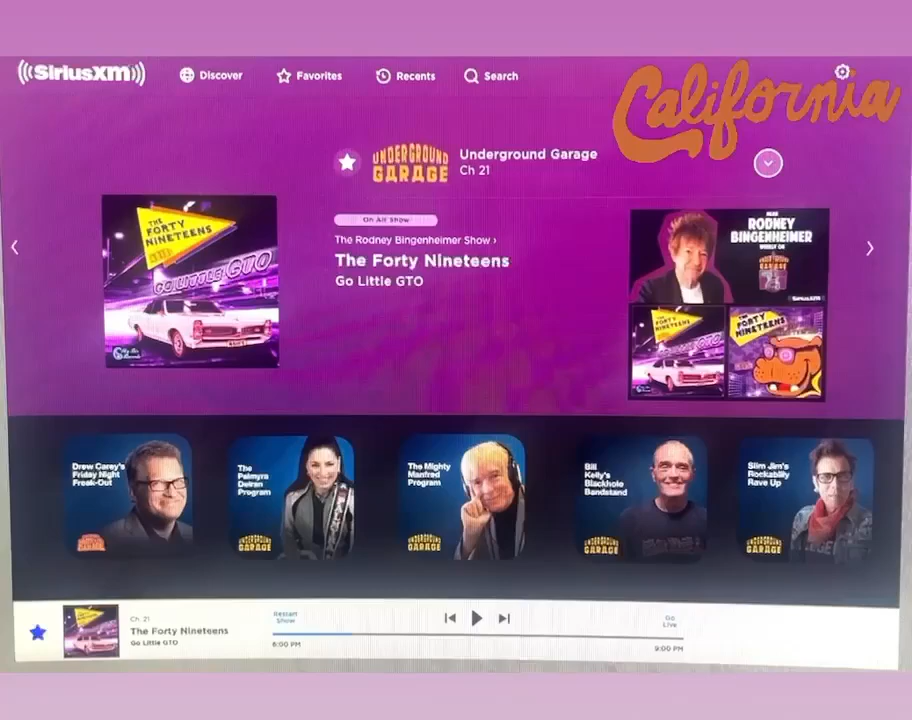 SiriusXM
Discover
Favorites
Recents
Search
California
UNDERGROUND
GARAGE
Underground Garage
Ch 21
On Air Show
The Rodney Bingenheimer Show ›
The Forty Nineteens
Go Little GTO
THE
FORTY
NINETEENS
GO LITTLE GTO
RODNEY
BINGENHEIMER
UNDERGROUND
GARAGE
SiriusXM
THE
FORTY
NINETEENS
THE
FORTY
NINETEENS
Drew Carey's
Friday Night
Freak-Out
The
Palmyra
Delran
Program
UNDERGROUND
GARAGE
The Mighty
Manfred
Program
UNDERGROUND
GARAGE
Bill
Kelly's
Blackhole
Bandstand
UNDERGROUND
GARAGE
Slim Jim's
Rockabilly
Rave Up
UNDERGROUND
GARAGE
Ch 21
The Forty Nineteens
Go Little GTO
Restart
Show
6:00 PM
Go
Live
9:00 PM